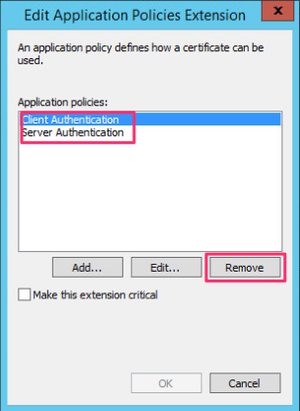 Edit Application Policies Extension
x
An application policy defines how a certificate can be
used.
Application policies:
Client Authentication
Server Authentication
Add...
Edit...
Remove
Make this extension critical
OK
Cancel